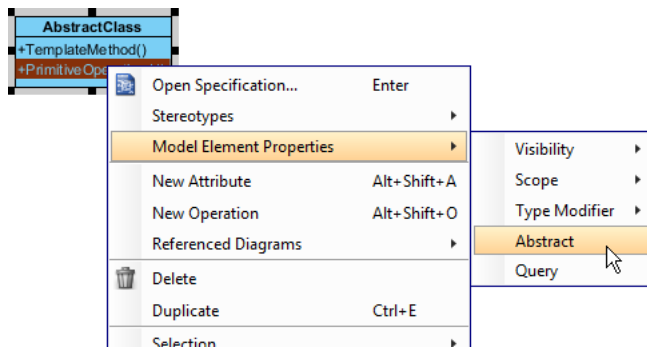 AbstractClass
+TemplateMethod()
Open Specification... Enter
Stereotypes
Model Element Properties
New Attribute Alt+Shift+A
New Operation Alt+Shift+O
Referenced Diagrams
Delete
Duplicate Ctrl+E
Selection
Visibility
Scope
Type Modifier
Abstract
Query